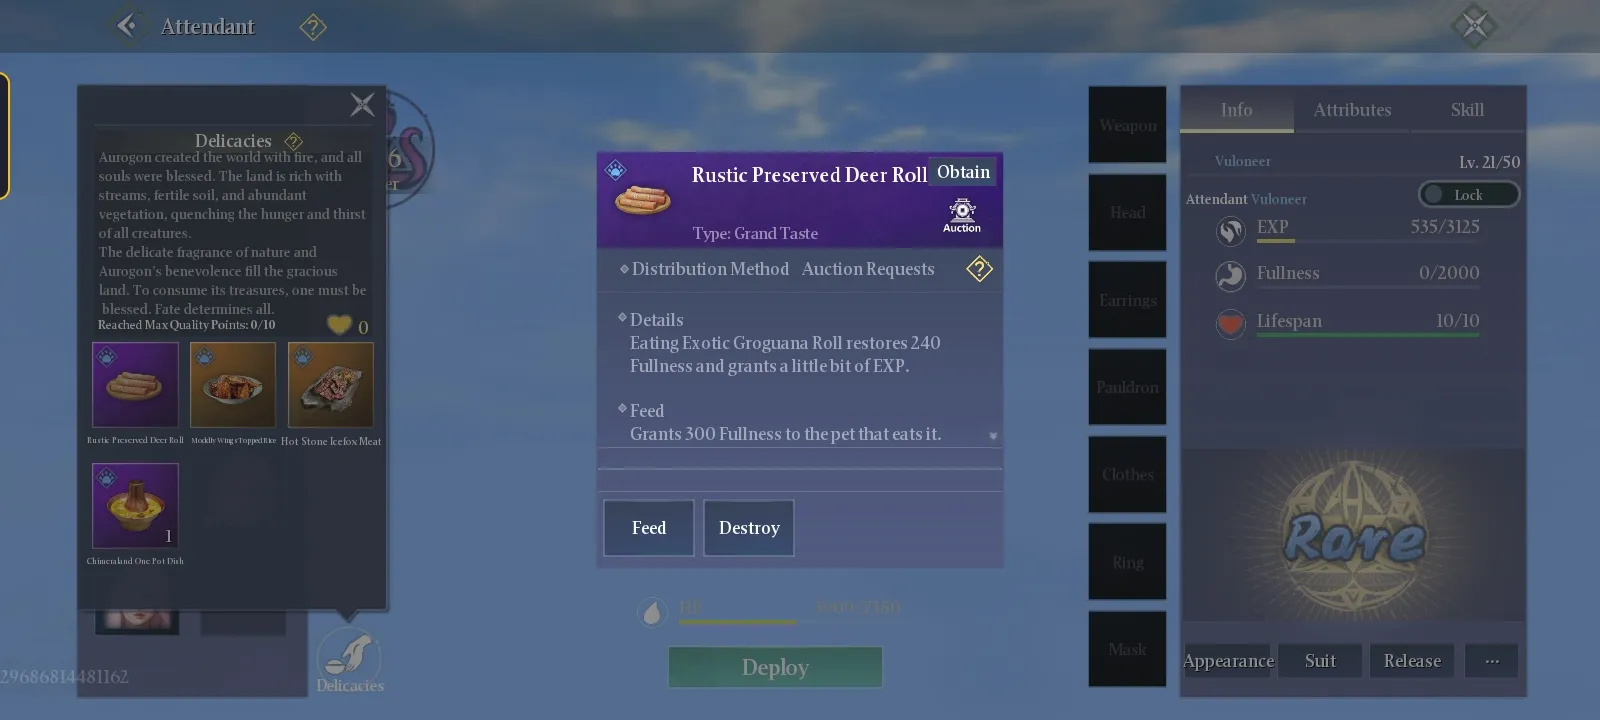 Attendant
Delicacies
Aurogon created the world with fire, and all
souls were blessed. The land is rich with
streams, fertile soil, and abundant
vegetation, quenching the hunger and thirst
of all creatures.
The delicate fragrance of nature and
Aurogon's benevolence fill the gracious
land. To consume its treasures, one must be
blessed. Fate determines all.
Reached Max Quality Points: 0/10
0
Rustic Preserved Deer Roll
Hot Stone Icefox Meat
1
Chimeraland One Pot Dish
6
er
29686814481162
Delicacies
Rustic Preserved Deer Roll
Obtain
Auction
Type: Grand Taste
Distribution Method Auction Requests
Details
Eating Exotic Groguana Roll restores 240
Fullness and grants a little bit of EXP.
Feed
Grants 300 Fullness to the pet that eats it.
Feed
Destroy
HP
Deploy
Weapon
Head
Earrings
Pauldron
Clothes
Ring
Mask
Info
Attributes
Skill
Vuloneer
Lv. 21/50
Attendant Vuloneer
Lock
EXP 535/3125
Fullness 0/2000
Lifespan 10/10
Rare
Appearance
Suit
Release
...